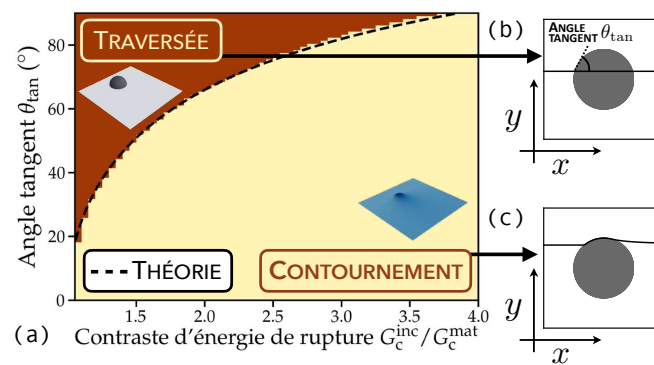 TRAVERSÉE
80
60
40
20
0
Angle tangent θtan (°)
THÉORIE
CONTOURNEMENT
1.5 2.0 2.5 3.0 3.5 4.0
(a) Contraste d'énergie de rupture G_c^inc/G_c^mat
(b)
ANGLE
TANGENT θtan
y
x
(c)
y
x